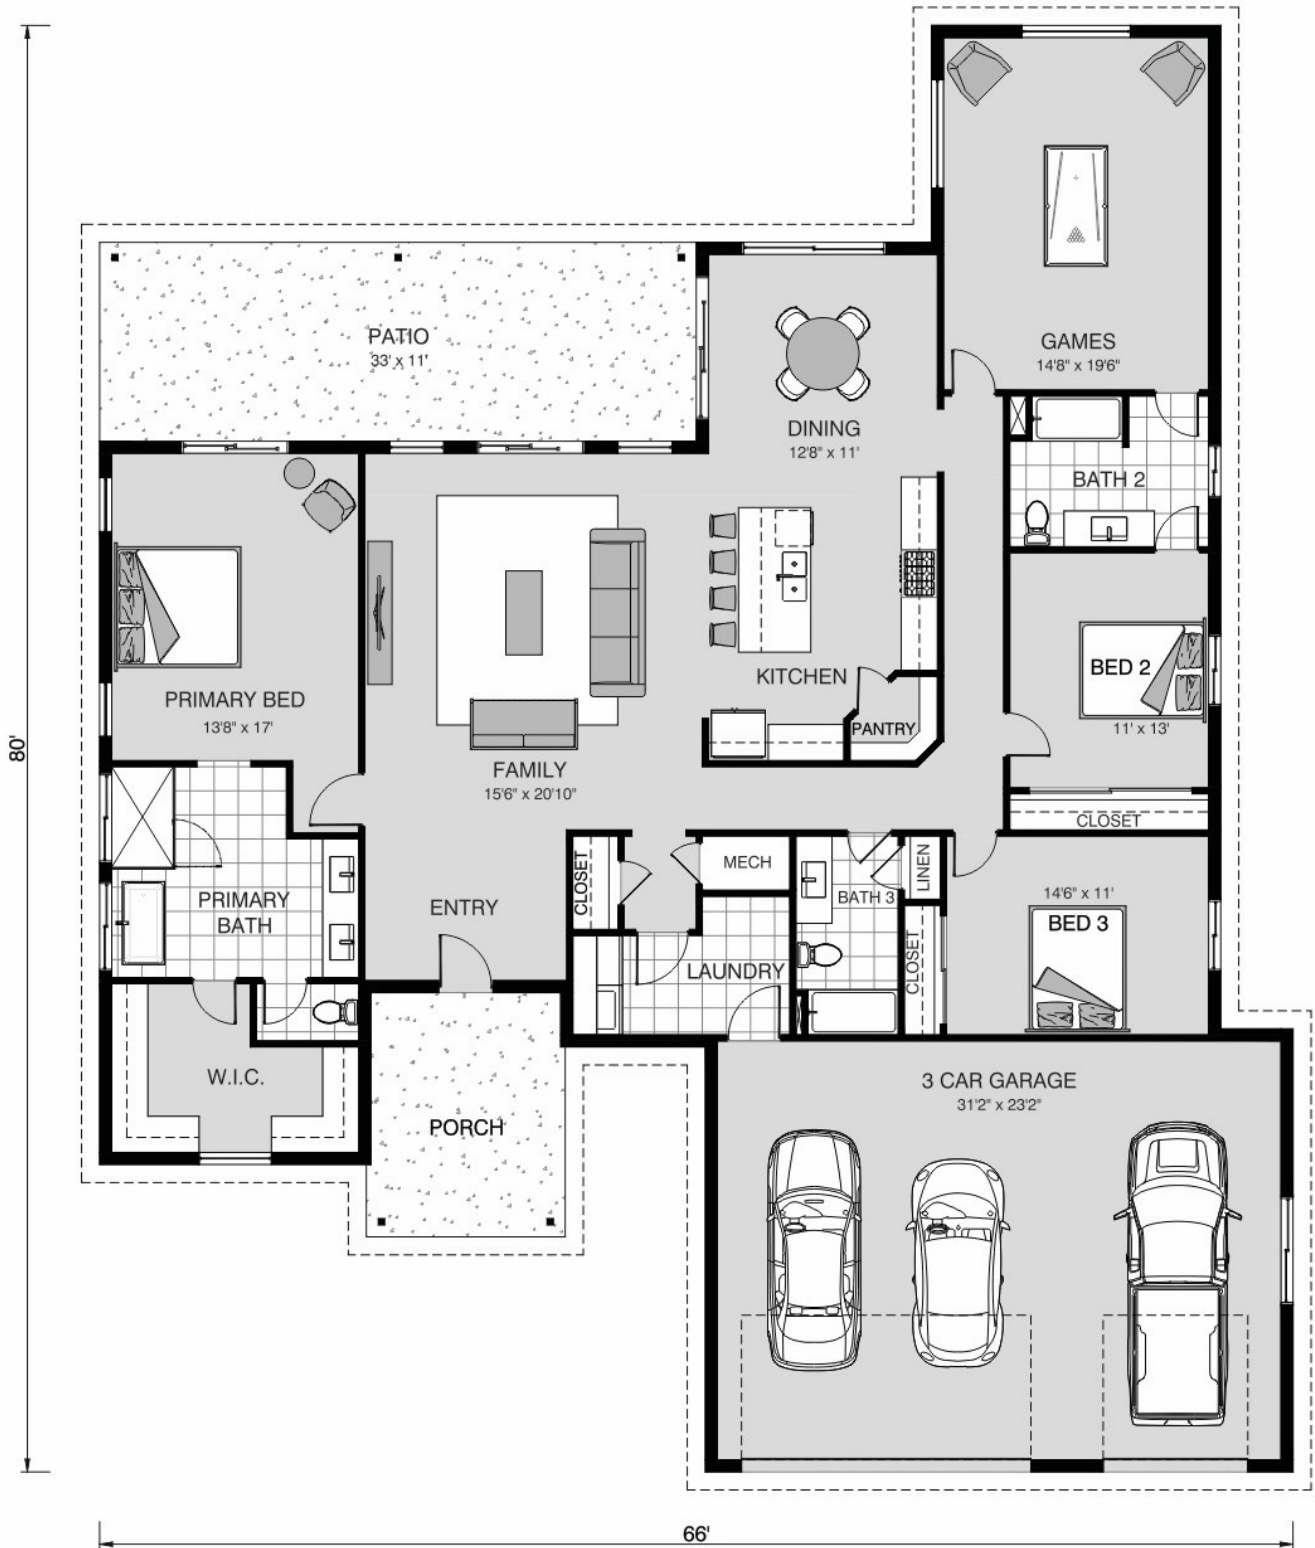 GAMES
14'8" x 19'6"
PATIO
33' x 11'
DINING
12'8" x 11'
BATH 2
PRIMARY BED
13'8" x 17'
KITCHEN
BED 2
11' x 13'
PANTRY
80'
FAMILY
15'6" x 20'10"
CLOSET
MECH
CLOSET
LINEN
BATH 3
14'6" x 11'
BED 3
PRIMARY
BATH
ENTRY
LAUNDRY
CLOSET
W.I.C.
PORCH
3 CAR GARAGE
31'2" x 23'2"
66'